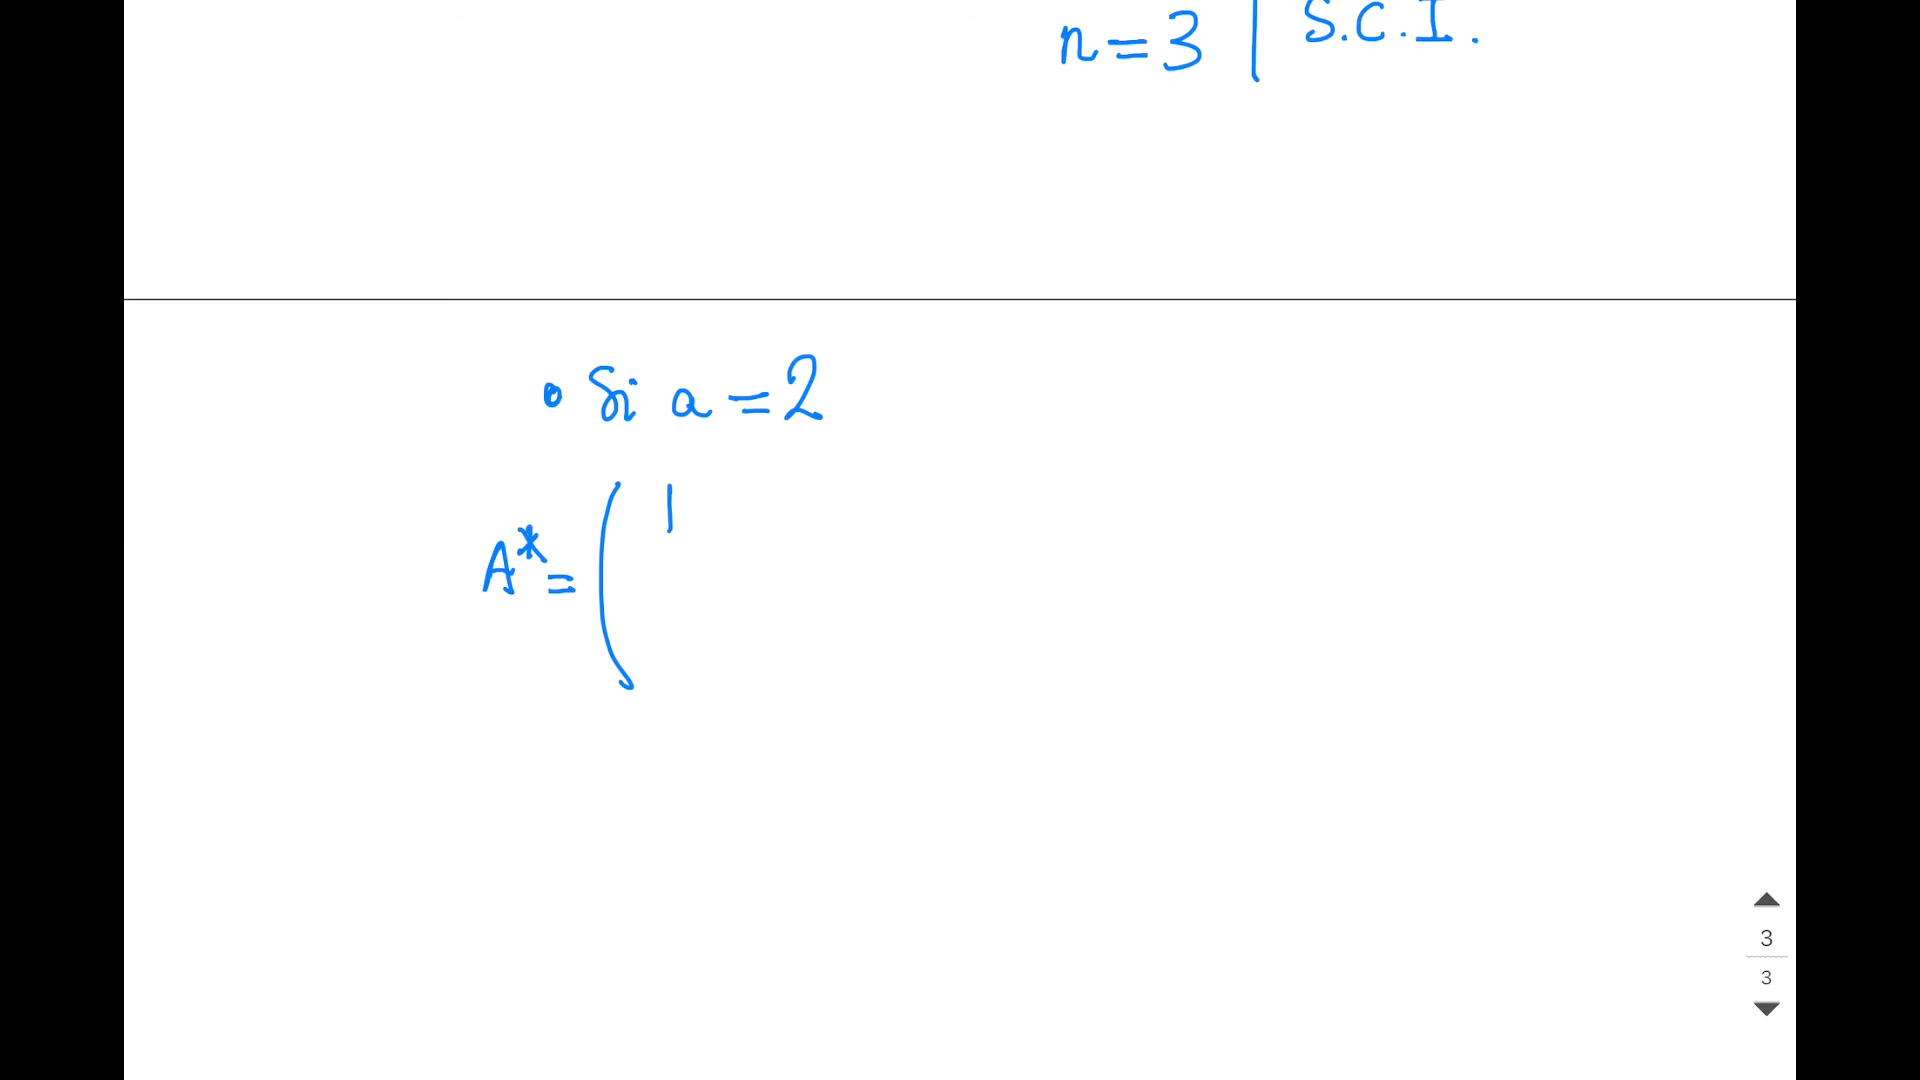 n=3 | S.C.I.
• Si a=2
A*= ( 1
3
3